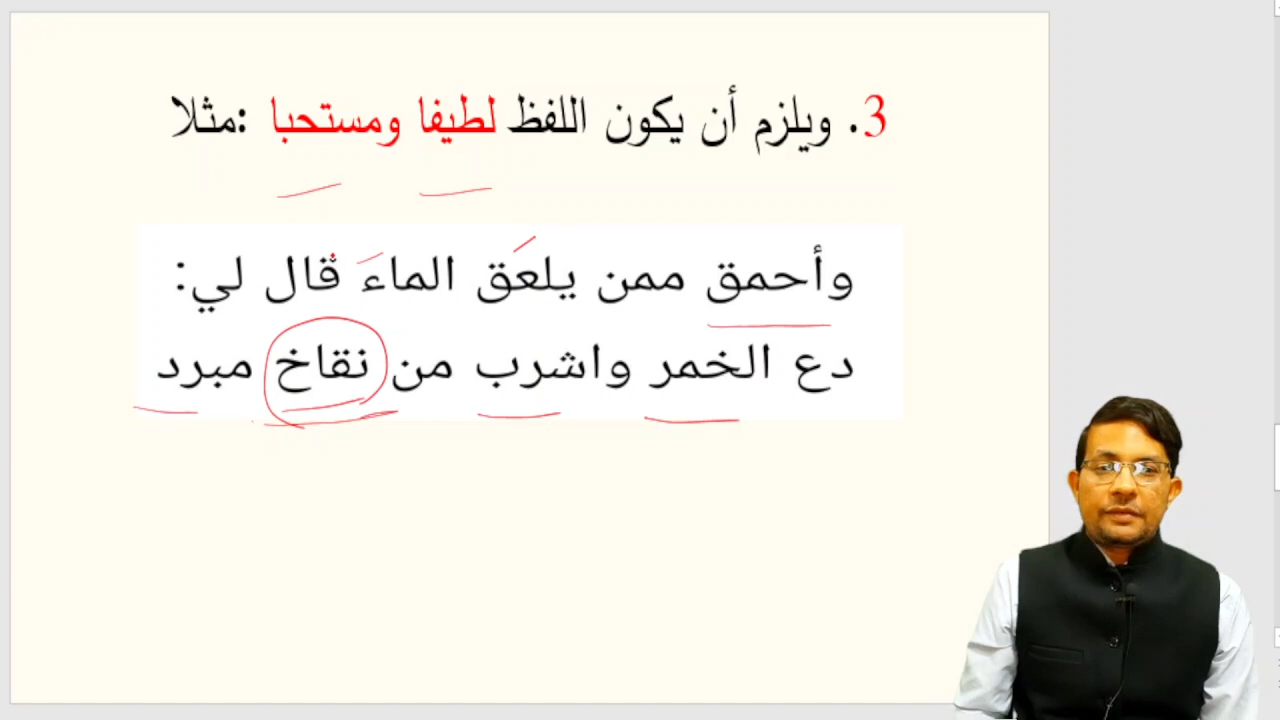 3. ويلزم أن يكون اللفظ لطيفا ومستحبا :مثلا
وأحمق ممن يلعَق الماءَ قال لي:
دع الخمر واشرب من نقاخ مبرد